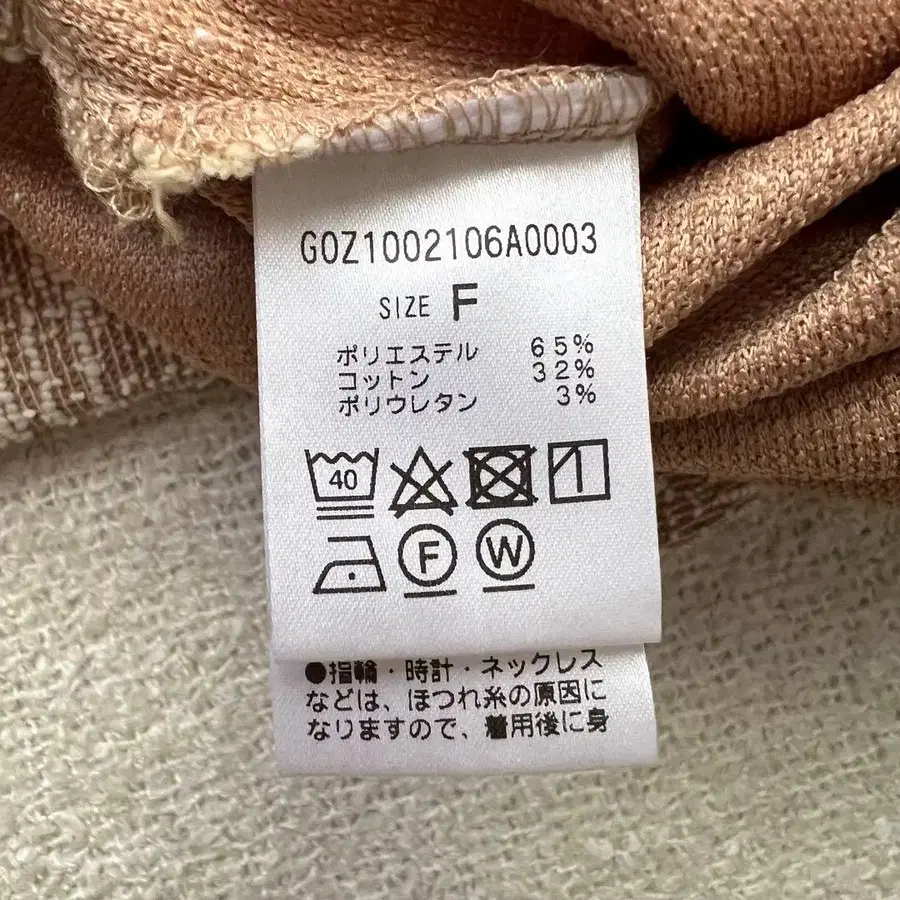 G0Z1002106A0003
SIZE F
ポリエステル 65%
コットン 32%
ポリウレタン 3%
40
F W
●指輪・時計・ネックレス
などは、ほつれ糸の原因に
なりますので、着用後に身